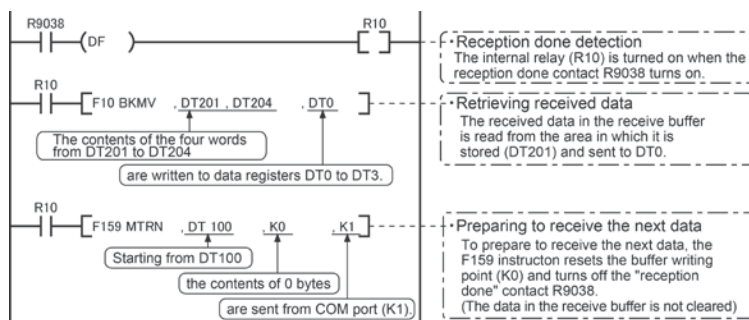 R9038
DF
R10
Reception done detection
The internal relay (R10) is turned on when the
reception done contact R9038 turns on.
R10
F10 BKMV , DT201 , DT204 , DT0
The contents of the four words
from DT201 to DT204
are written to data registers DT0 to DT3.
Retrieving received data
The received data in the receive buffer
is read from the area in which it is
stored (DT201) and sent to DT0.
R10
F159 MTRN , DT 100 , K0 , K1
Starting from DT100
the contents of 0 bytes
are sent from COM port (K1).
Preparing to receive the next data
To prepare to receive the next data, the
F159 instructon resets the buffer writing
point (K0) and turns off the "reception
done" contact R9038.
(The data in the receive buffer is not cleared)